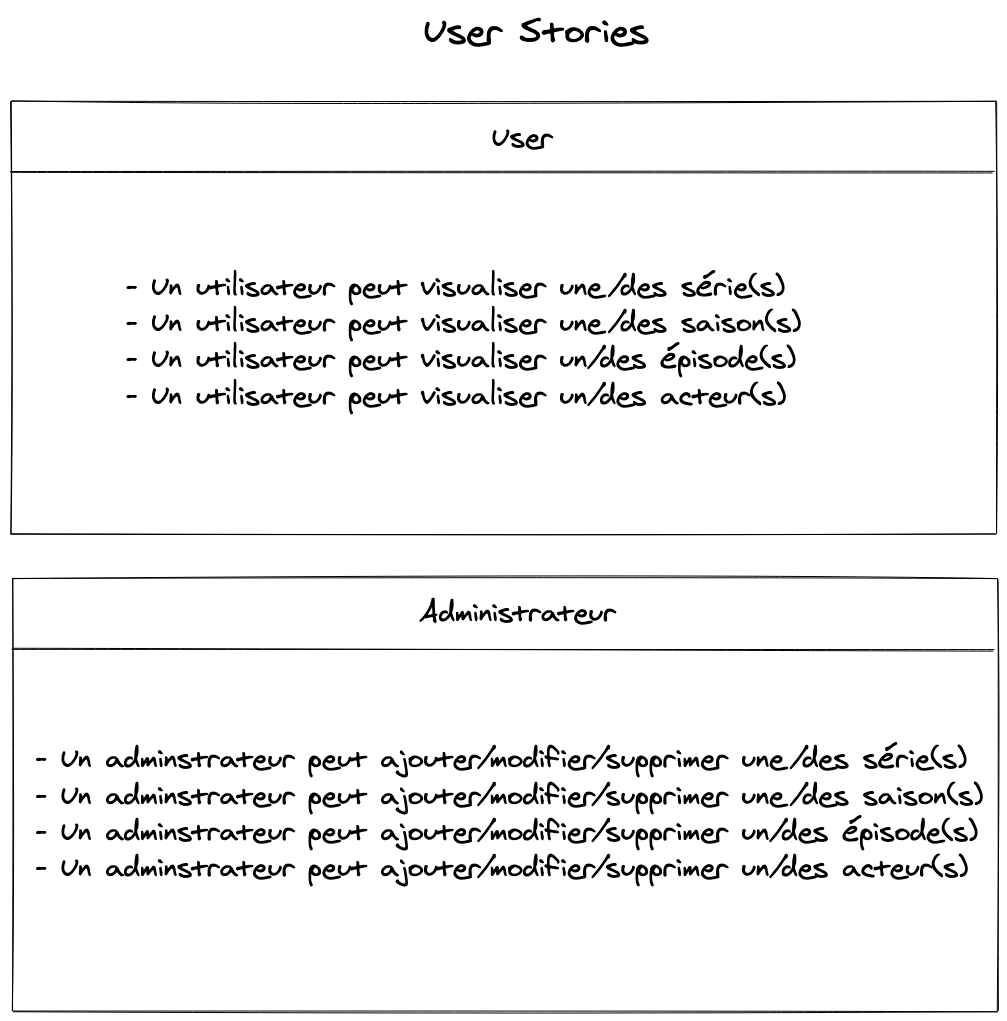 User Stories
User
- Un utilisateur peut visualiser une/des série(s)
- Un utilisateur peut visualiser une/des saison(s)
- Un utilisateur peut visualiser un/des épisode(s)
- Un utilisateur peut visualiser un/des acteur(s)
Administrateur
- Un adminstrateur peut ajouter/modifier/supprimer une/des série(s)
- Un adminstrateur peut ajouter/modifier/supprimer une/des saison(s)
- Un adminstrateur peut ajouter/modifier/supprimer un/des épisode(s)
- Un adminstrateur peut ajouter/modifier/supprimer un/des acteur(s)